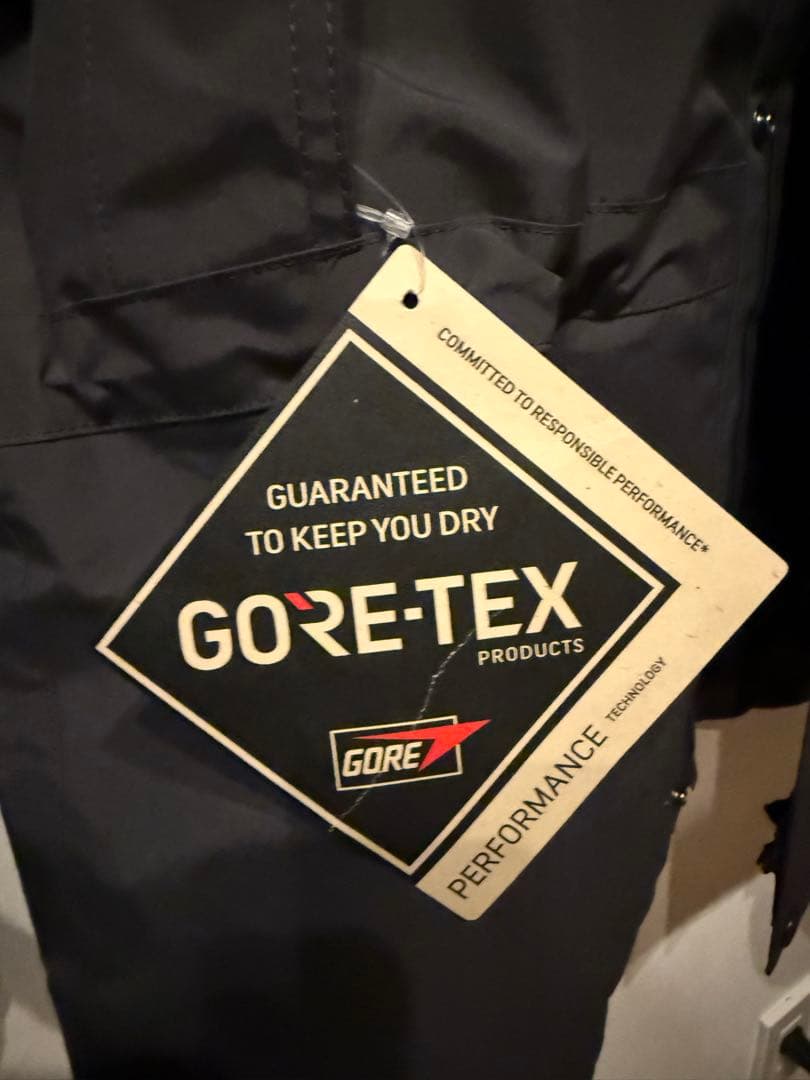 COMMITTED TO RESPONSIBLE PERFORMANCE*
GUARANTEED
TO KEEP YOU DRY
GORE-TEX
PRODUCTS
GORE
PERFORMANCE TECHNOLOGY